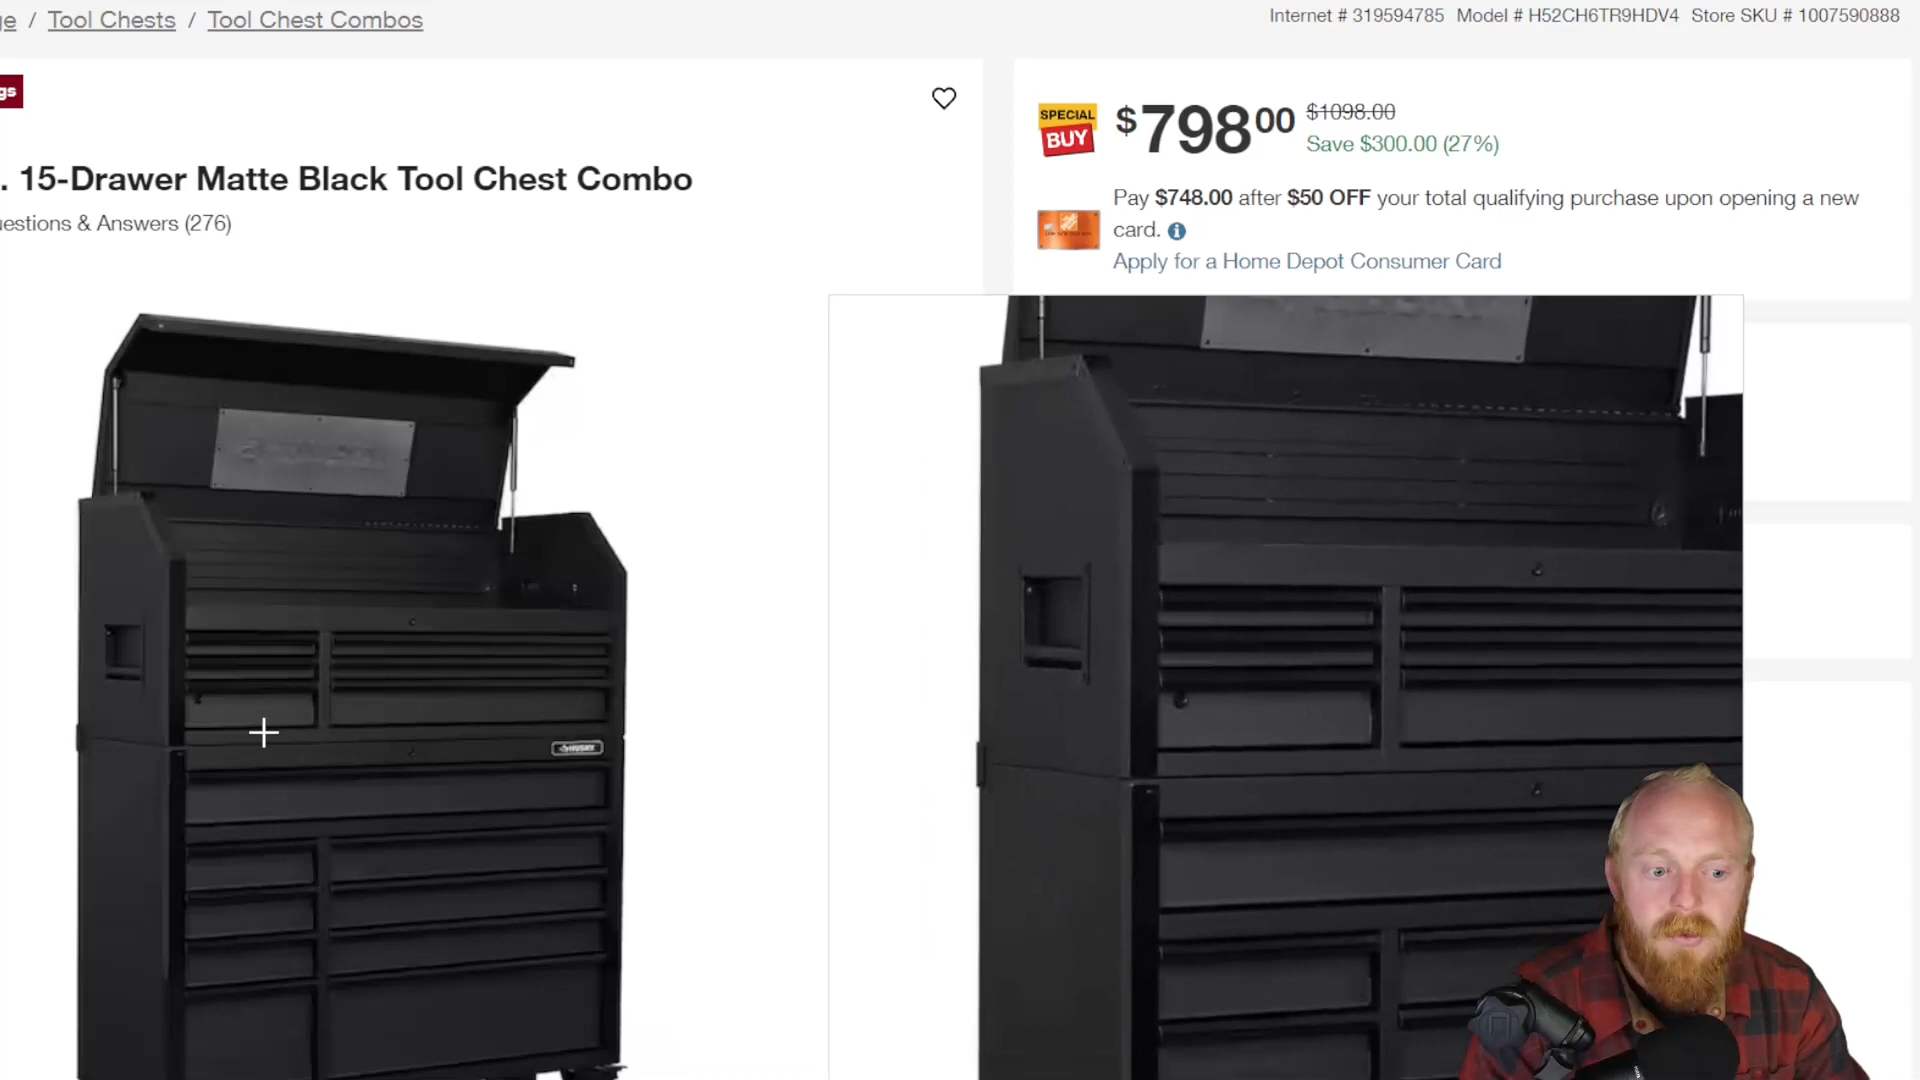 ge / Tool Chests / Tool Chest Combos
Internet # 319594785 Model # H52CH6TR9HDV4 Store SKU # 1007590888
gs
. 15-Drawer Matte Black Tool Chest Combo
uestions & Answers (276)
SPECIAL
BUY
$798.00
$1098.00
Save $300.00 (27%)
Pay $748.00 after $50 OFF your total qualifying purchase upon opening a new
card.
Apply for a Home Depot Consumer Card
HUSKY